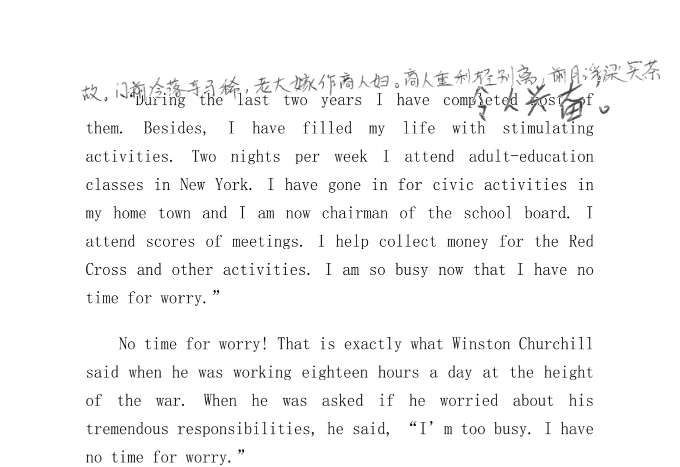 故。门前冷落车马稀，老大嫁作商人妇。商人重利轻别离，前月浮梁买茶
“During the last two years I have completed most of
令人兴奋。
them. Besides, I have filled my life with stimulating
activities. Two nights per week I attend adult-education
classes in New York. I have gone in for civic activities in
my home town and I am now chairman of the school board. I
attend scores of meetings. I help collect money for the Red
Cross and other activities. I am so busy now that I have no
time for worry.”
No time for worry! That is exactly what Winston Churchill
said when he was working eighteen hours a day at the height
of the war. When he was asked if he worried about his
tremendous responsibilities, he said, “I’m too busy. I have
no time for worry.”